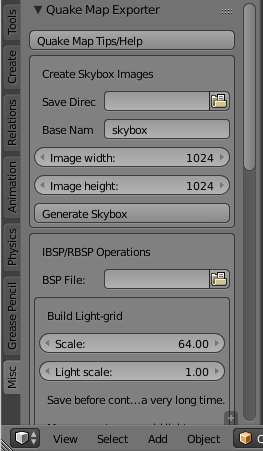 Quake Map Exporter
Quake Map Tips/Help
Create Skybox Images
Save Direc
Base Nam skybox
Image width: 1024
Image height: 1024
Generate Skybox
IBSP/RBSP Operations
BSP File:
Build Light-grid
Scale: 64.00
Light scale: 1.00
Save before cont...a very long time.
Tools
Create
Relations
Animation
Physics
Grease Pencil
Misc
View Select Add Object